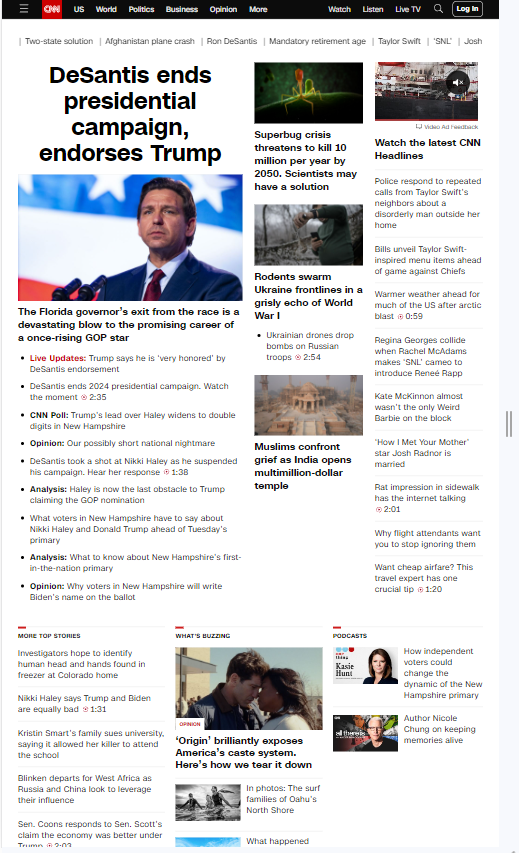 CNN US World Politics Business Opinion More Watch Listen Live TV Log In
| Two-state solution | Afghanistan plane crash | Ron DeSantis | Mandatory retirement age | Taylor Swift | 'SNL' | Josh
DeSantis ends
presidential
campaign,
endorses Trump
The Florida governor's exit from the race is a
devastating blow to the promising career of
a once-rising GOP star
Live Updates: Trump says he is 'very honored' by
DeSantis endorsement
DeSantis ends 2024 presidential campaign. Watch
the moment 2:35
CNN Poll: Trump's lead over Haley widens to double
digits in New Hampshire
Opinion: Our possibly short national nightmare
DeSantis took a shot at Nikki Haley as he suspended
his campaign. Hear her response 1:38
Analysis: Haley is now the last obstacle to Trump
claiming the GOP nomination
What voters in New Hampshire have to say about
Nikki Haley and Donald Trump ahead of Tuesday's
primary
Analysis: What to know about New Hampshire's first-
in-the-nation primary
Opinion: Why voters in New Hampshire will write
Biden's name on the ballot
Superbug crisis
threatens to kill 10
million per year by
2050. Scientists may
have a solution
Rodents swarm
Ukraine frontlines in a
grisly echo of World
War I
Ukrainian drones drop
bombs on Russian
troops 2:54
Muslims confront
grief as India opens
multimillion-dollar
temple
Video Ad Feedback
Watch the latest CNN
Headlines
Police respond to repeated
calls from Taylor Swift's
neighbors about a
disorderly man outside her
home
Bills unveil Taylor Swift-
inspired menu items ahead
of game against Chiefs
Warmer weather ahead for
much of the US after arctic
blast 0:59
Regina Georges collide
when Rachel McAdams
makes 'SNL' cameo to
introduce Reneé Rapp
Kate McKinnon almost
wasn't the only Weird
Barbie on the block
'How I Met Your Mother'
star Josh Radnor is
married
Rat impression in sidewalk
has the internet talking
2:01
Why flight attendants want
you to stop ignoring them
Want cheap airfare? This
travel expert has one
crucial tip 1:20
MORE TOP STORIES
Investigators hope to identify
human head and hands found in
freezer at Colorado home
Nikki Haley says Trump and Biden
are equally bad 1:31
Kristin Smart's family sues university,
saying it allowed her killer to attend
the school
Blinken departs for West Africa as
Russia and China look to leverage
their influence
Sen. Coons responds to Sen. Scott's
claim the economy was better under
Trump 2:03
WHAT'S BUZZING
OPINION
'Origin' brilliantly exposes
America's caste system.
Here's how we tear it down
In photos: The surf
families of Oahu's
North Shore
What happened
PODCASTS
Kasie
Hunt
How independent
voters could
change the
dynamic of the New
Hampshire primary
all there is
Author Nicole
Chung on keeping
memories alive